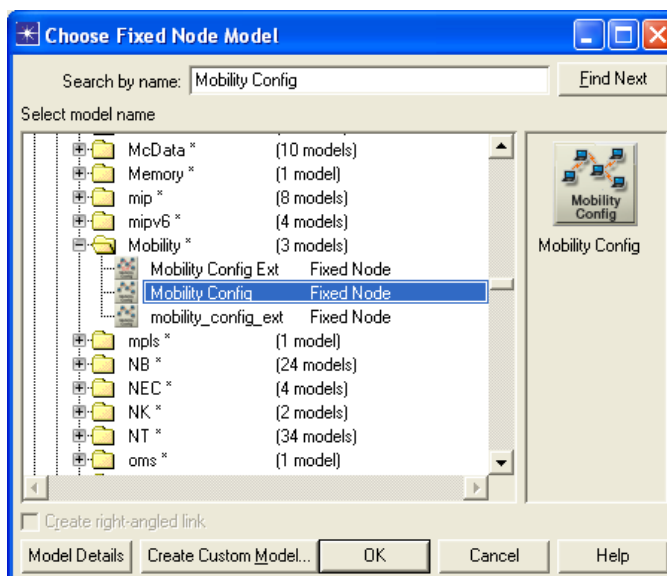 Choose Fixed Node Model
Search by name: Mobility Config Find Next
Select model name
McData * (10 models)
Memory * (1 model)
mip * (8 models)
mipv6 * (4 models)
Mobility * (3 models)
Mobility Config Ext Fixed Node
Mobility Config Fixed Node
mobility_config_ext Fixed Node
mpls * (1 model)
NB * (24 models)
NEC * (4 models)
NK * (2 models)
NT * (34 models)
oms * (1 model)
Mobility
Config
Mobility Config
Create right-angled link
Model Details Create Custom Model... OK Cancel Help